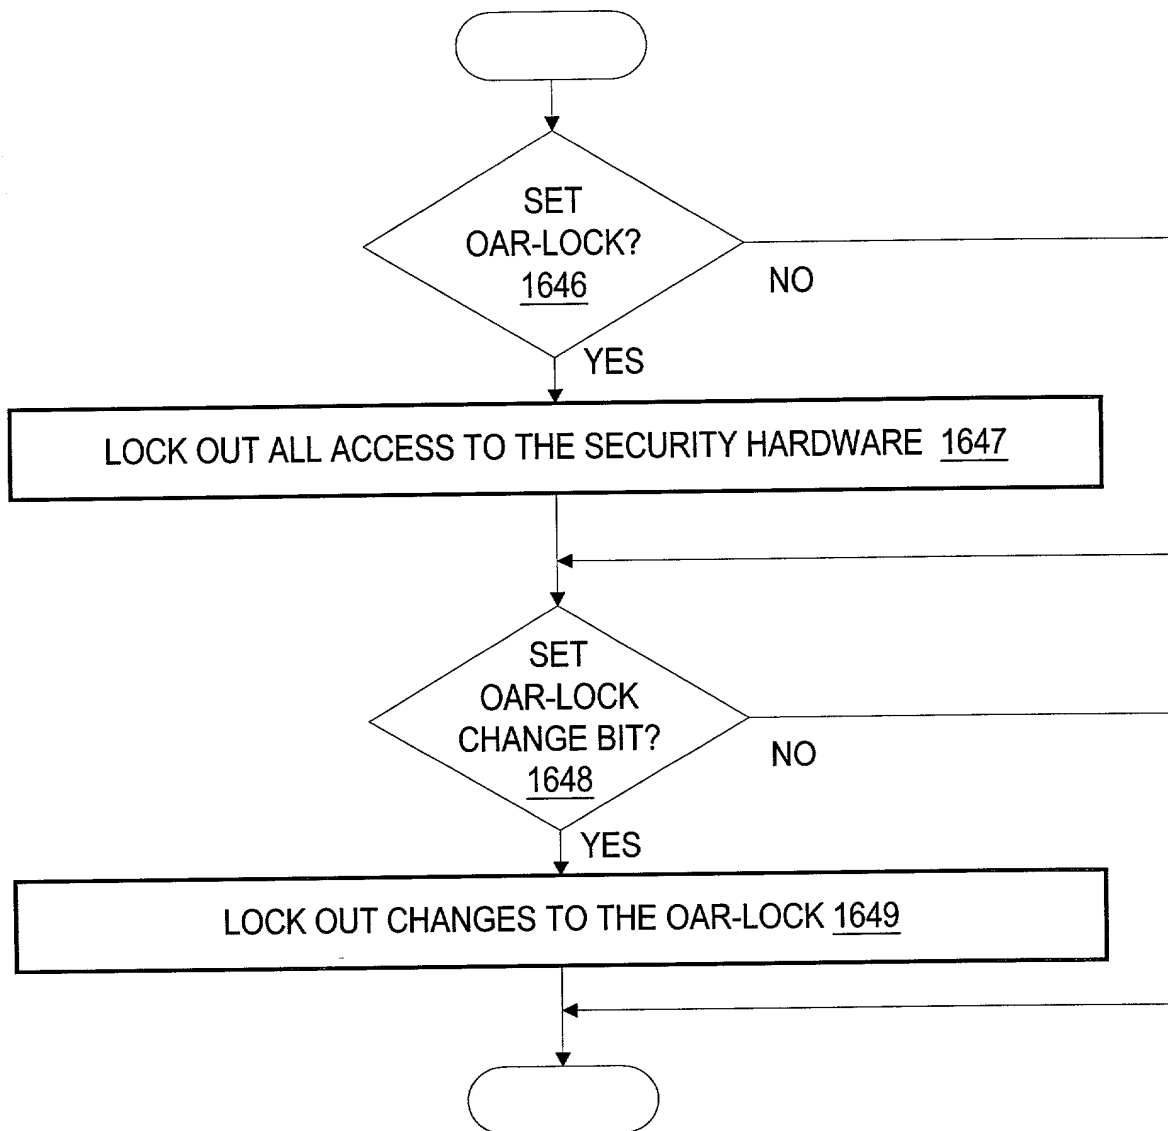 SET
OAR-LOCK?
1646
NO
YES
LOCK OUT ALL ACCESS TO THE SECURITY HARDWARE 1647
SET
OAR-LOCK
CHANGE BIT?
1648
NO
YES
LOCK OUT CHANGES TO THE OAR-LOCK 1649